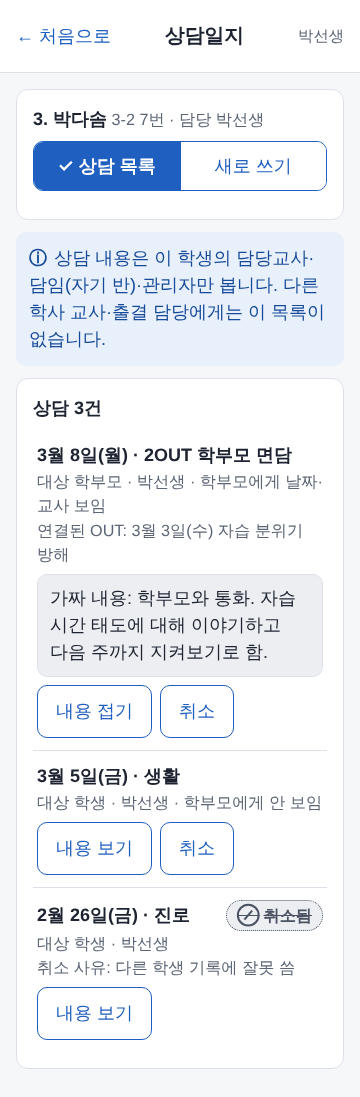 ← 처음으로 상담일지 박선생
3. 박다솜 3-2 7번 · 담당 박선생
✓ 상담 목록 새로 쓰기
ⓘ 상담 내용은 이 학생의 담당교사·
담임(자기 반)·관리자만 봅니다. 다른
학사 교사·출결 담당에게는 이 목록이
없습니다.
상담 3건
3월 8일(월) · 2OUT 학부모 면담
대상 학부모 · 박선생 · 학부모에게 날짜·
교사 보임
연결된 OUT: 3월 3일(수) 자습 분위기
방해
가짜 내용: 학부모와 통화. 자습
시간 태도에 대해 이야기하고
다음 주까지 지켜보기로 함.
내용 접기 취소
3월 5일(금) · 생활
대상 학생 · 박선생 · 학부모에게 안 보임
내용 보기 취소
2월 26일(금) · 진로 취소됨
대상 학생 · 박선생
취소 사유: 다른 학생 기록에 잘못 씀
내용 보기